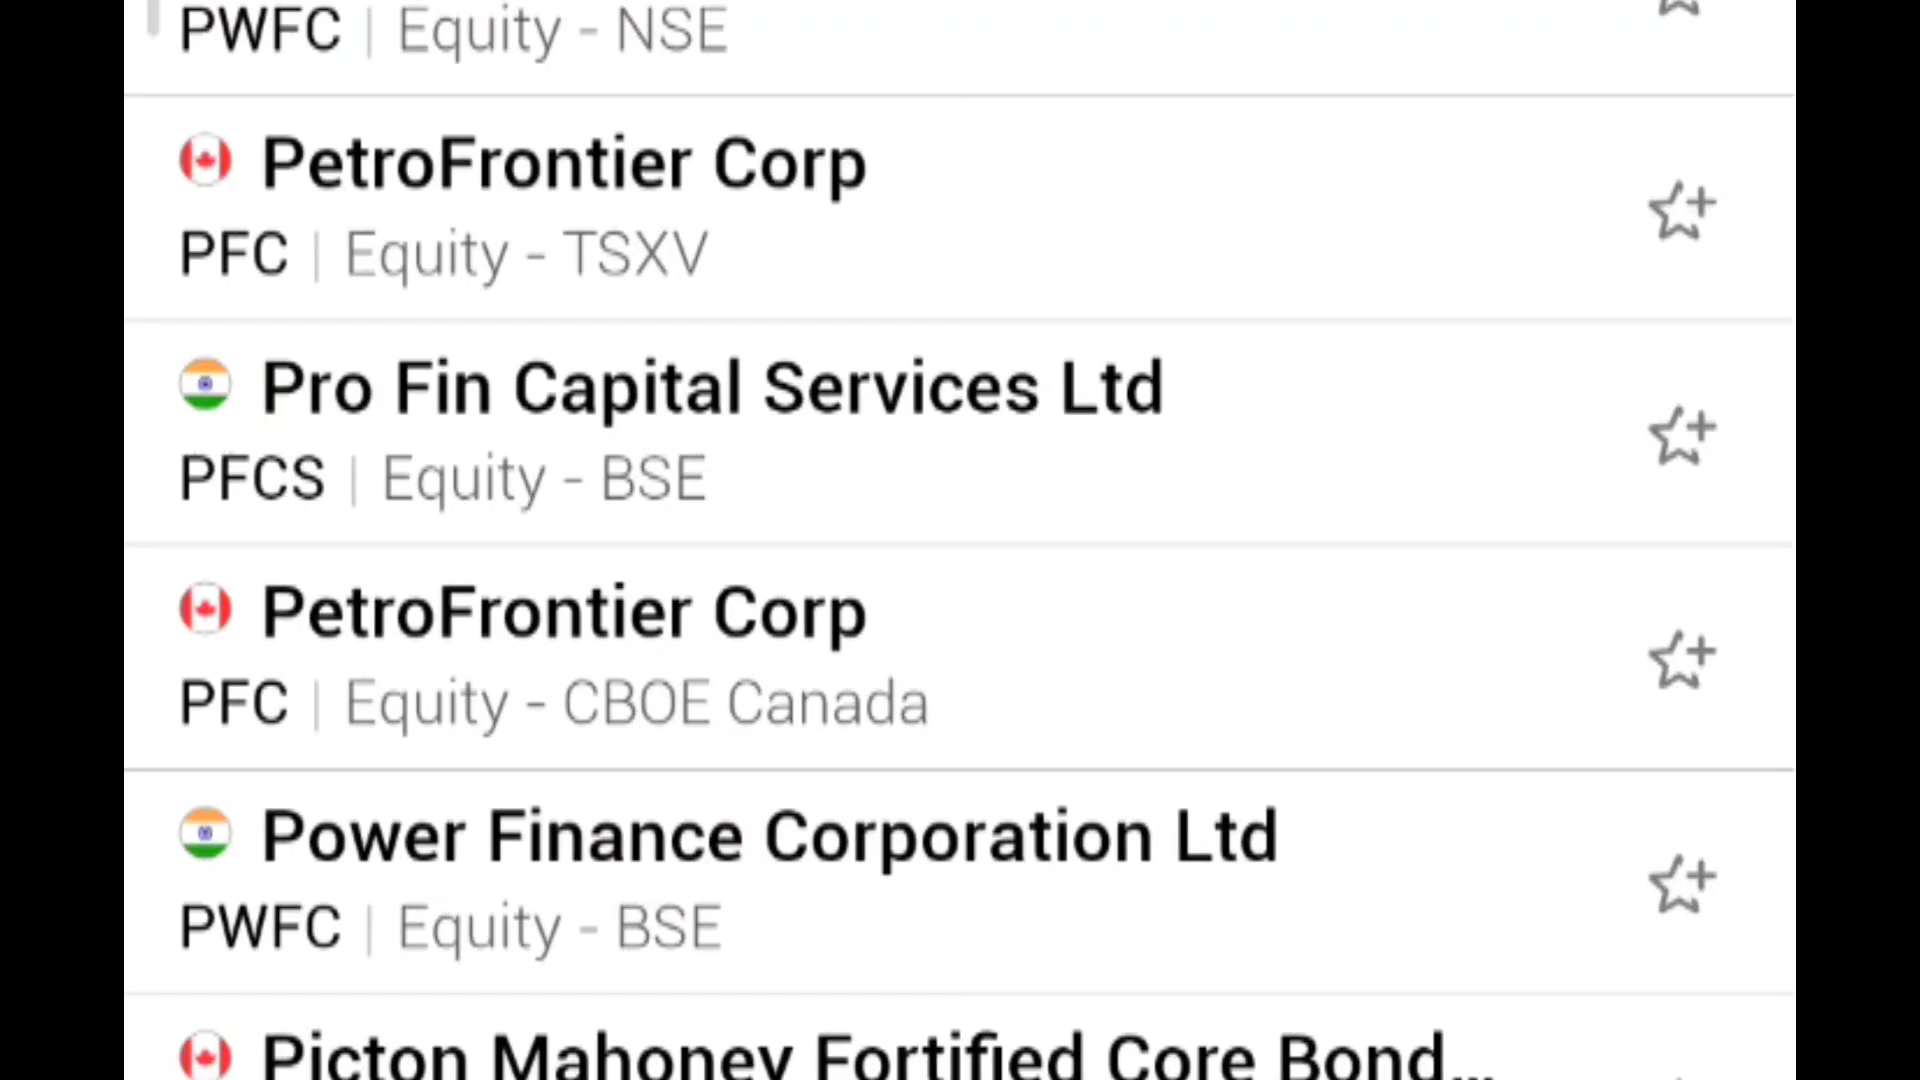 PWFC | Equity - NSE
PetroFrontier Corp
PFC | Equity - TSXV
Pro Fin Capital Services Ltd
PFCS | Equity - BSE
PetroFrontier Corp
PFC | Equity - CBOE Canada
Power Finance Corporation Ltd
PWFC | Equity - BSE
Picton Mahoney Fortified Core Bond...